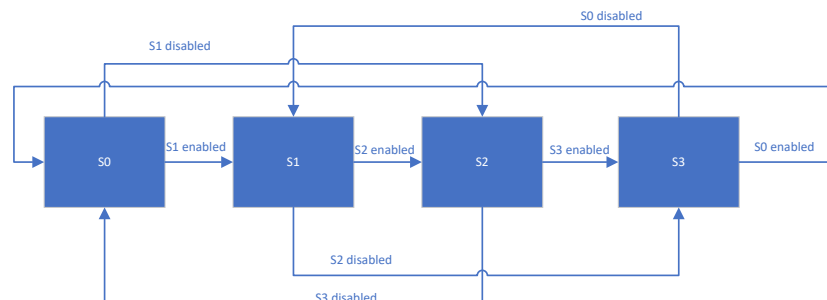 S0 disabled
S1 disabled
S0
S1 enabled
S1
S2 enabled
S2
S3 enabled
S3
S0 enabled
S2 disabled
S3 disabled